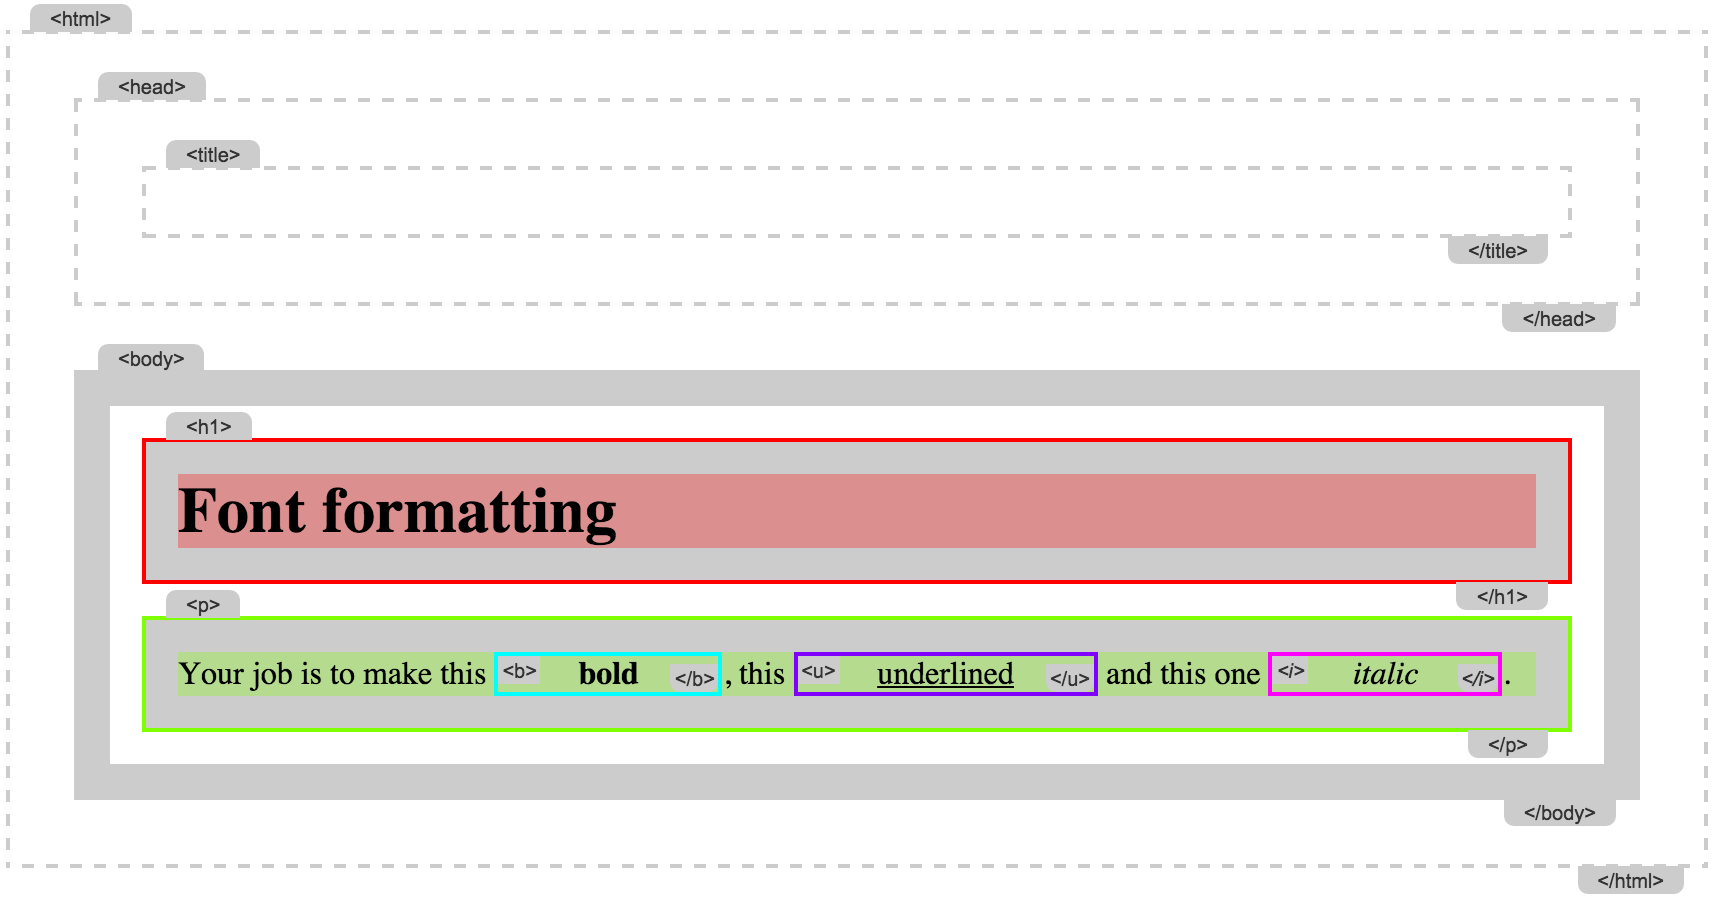 <html>
<head>
<title>
</title>
</head>
<body>
<h1>
Font formatting
</h1>
<p>
Your job is to make this <b> bold </b> , this <u> underlined </u> and this one <i> italic </i> .
</p>
</body>
</html>